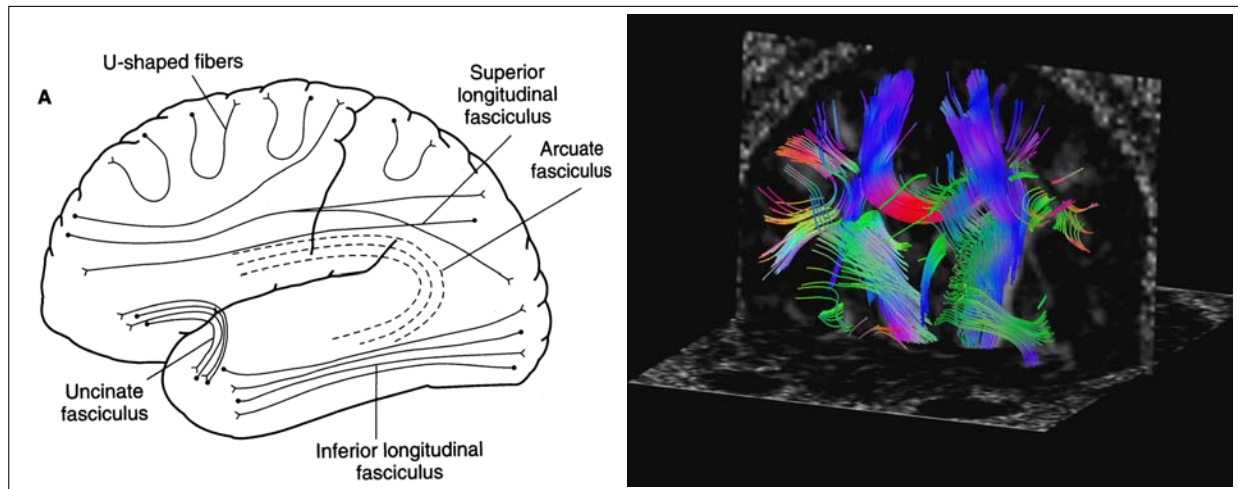 U-shaped fibers
A
Superior
longitudinal
fasciculus
Arcuate
fasciculus
Uncinate
fasciculus
Inferior longitudinal
fasciculus